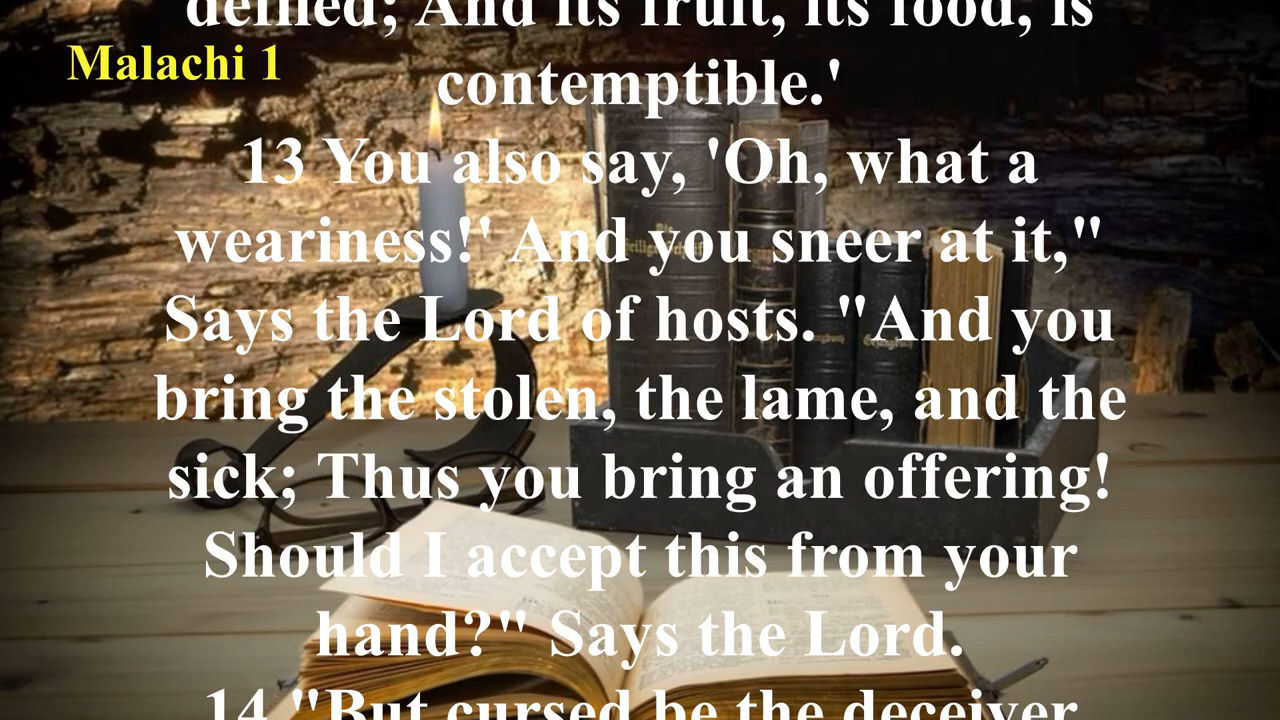 defiled; And its fruit, its food, is
Malachi 1
contemptible.'
13 You also say, 'Oh, what a
weariness!' And you sneer at it,"
Says the Lord of hosts. "And you
bring the stolen, the lame, and the
sick; Thus you bring an offering!
Should I accept this from your
hand?" Says the Lord.
14 "But cursed be the deceiver